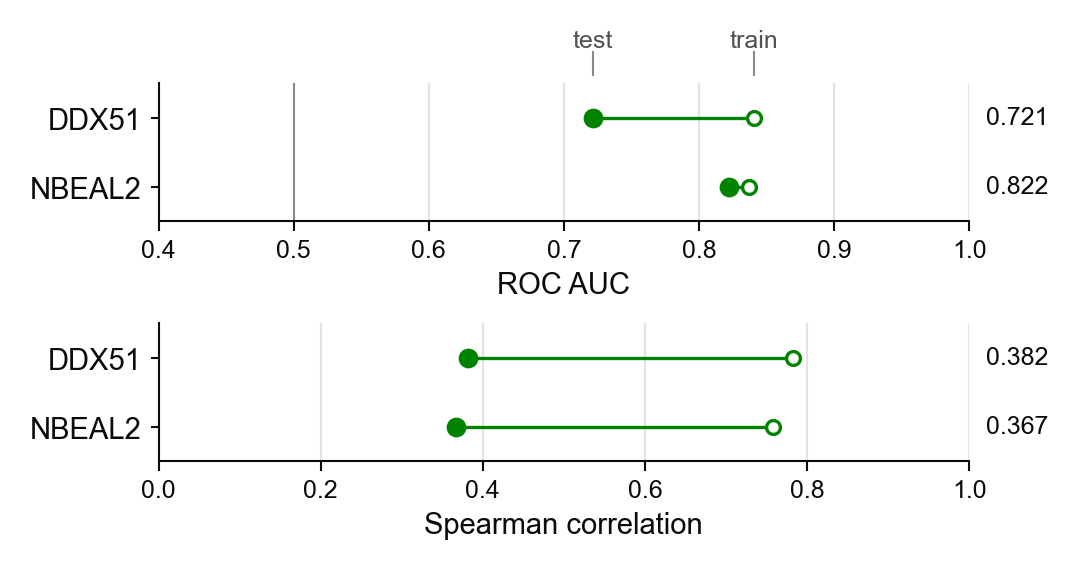 test train
DDX51 0.721
NBEAL2 0.822
0.4 0.5 0.6 0.7 0.8 0.9 1.0
ROC AUC
DDX51 0.382
NBEAL2 0.367
0.0 0.2 0.4 0.6 0.8 1.0
Spearman correlation